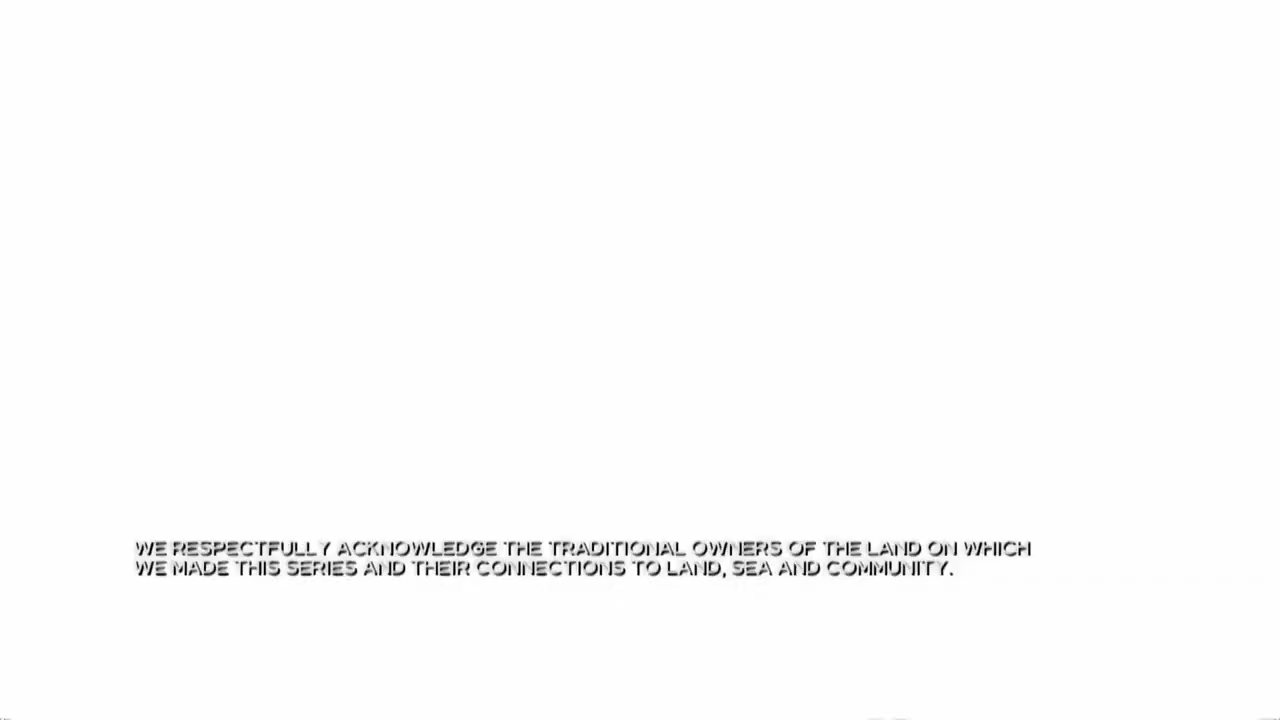 WE RESPECTFULLY ACKNOWLEDGE THE TRADITIONAL OWNERS OF THE LAND ON WHICH
WE MADE THIS SERIES AND THEIR CONNECTIONS TO LAND, SEA AND COMMUNITY.